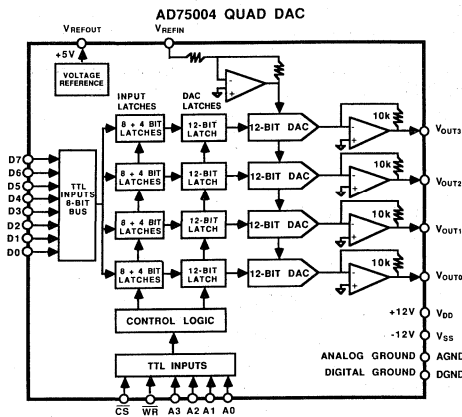 AD75004 QUAD DAC
VREFOUT
VREFIN
+5V
VOLTAGE
REFERENCE
INPUT
LATCHES
DAC
LATCHES
8 + 4 BIT
LATCHES
12-BIT
LATCH
12-BIT DAC
10k
VOUT3
8 + 4 BIT
LATCHES
12-BIT
LATCH
12-BIT DAC
10k
VOUT2
8 + 4 BIT
LATCHES
12-BIT
LATCH
12-BIT DAC
10k
VOUT1
8 + 4 BIT
LATCHES
12-BIT
LATCH
12-BIT DAC
10k
VOUT0
D7
D6
D5
D4
D3
D2
D1
D0
TTL
INPUTS
8-BIT
BUS
CONTROL LOGIC
TTL INPUTS
+12V VDD
-12V VSS
ANALOG GROUND AGND
DIGITAL GROUND DGND
CS WR A3 A2 A1 A0